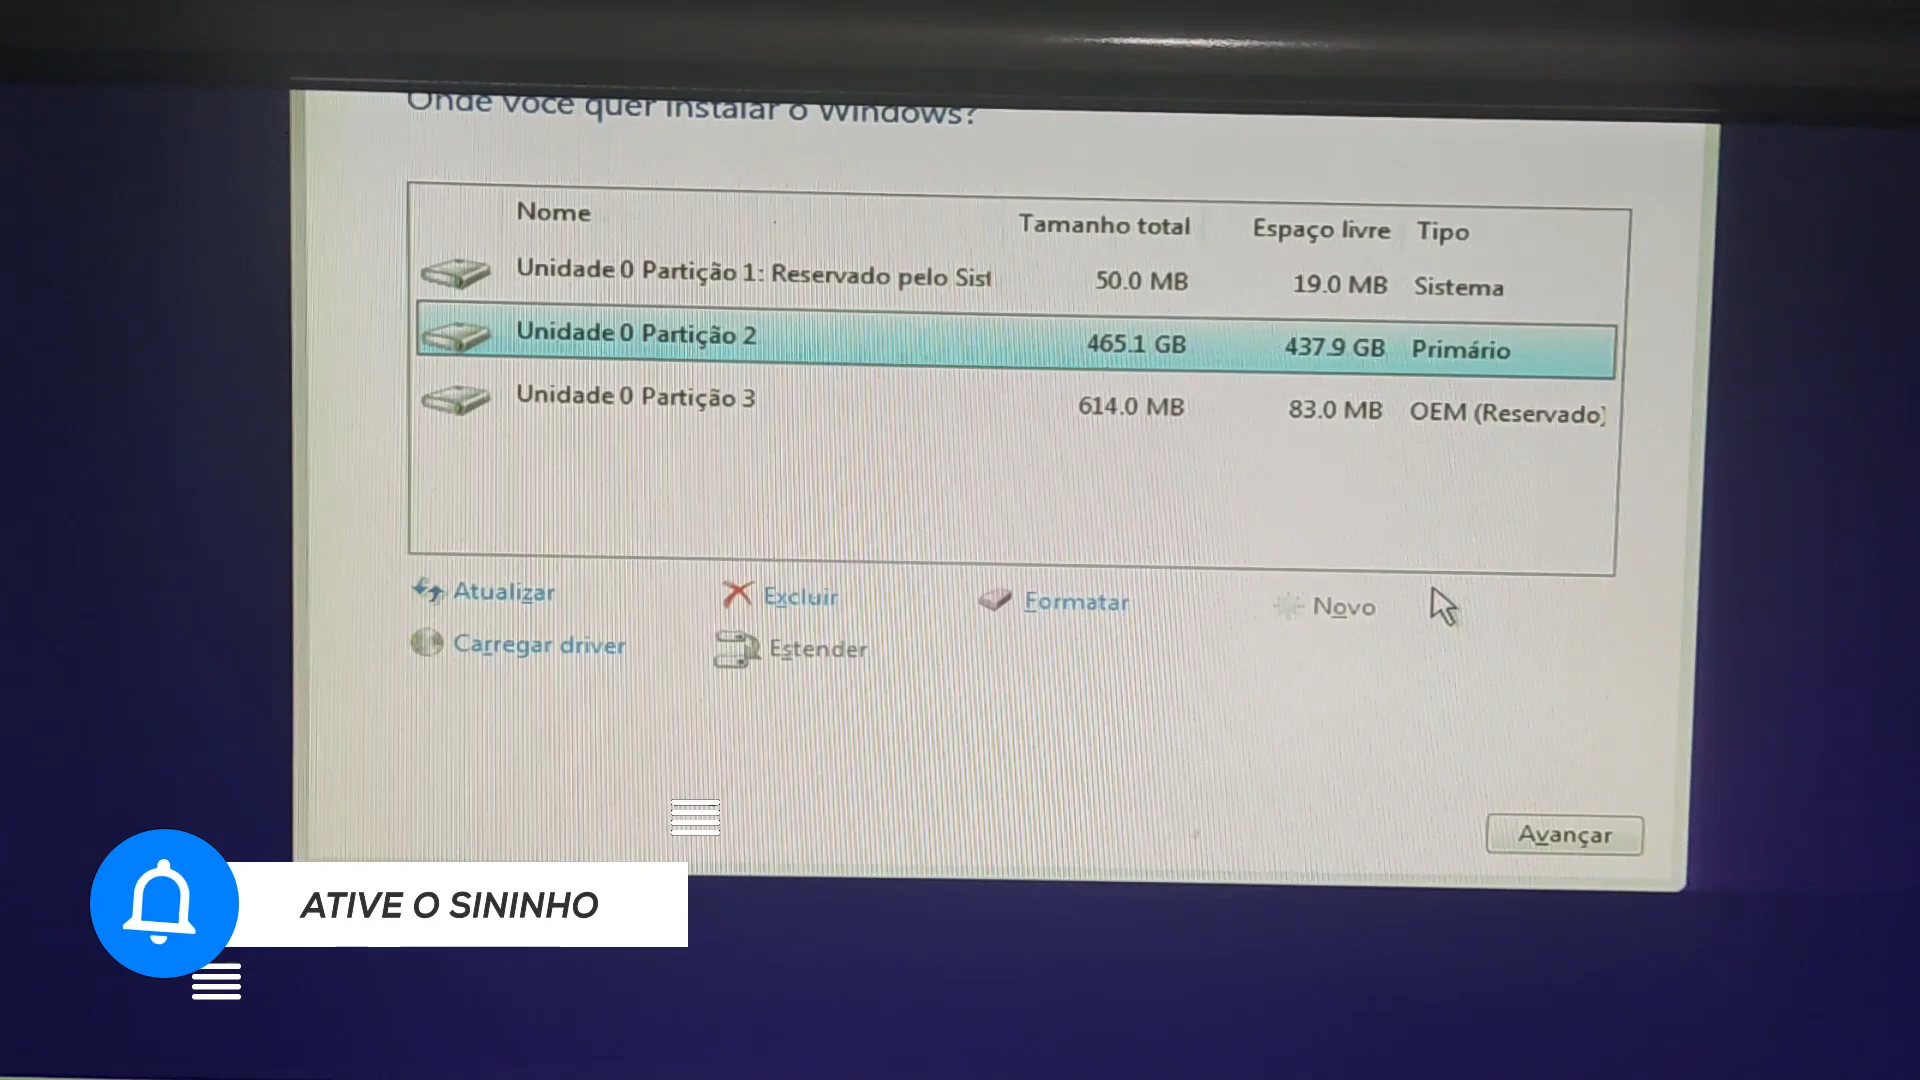 Onde você quer instalar o Windows?
Nome Tamanho total Espaço livre Tipo
Unidade 0 Partição 1: Reservado pelo Sist 50.0 MB 19.0 MB Sistema
Unidade 0 Partição 2 465.1 GB 437.9 GB Primário
Unidade 0 Partição 3 614.0 MB 83.0 MB OEM (Reservado)
Atualizar Excluir Formatar Novo
Carregar driver Estender
Avançar
ATIVE O SININHO